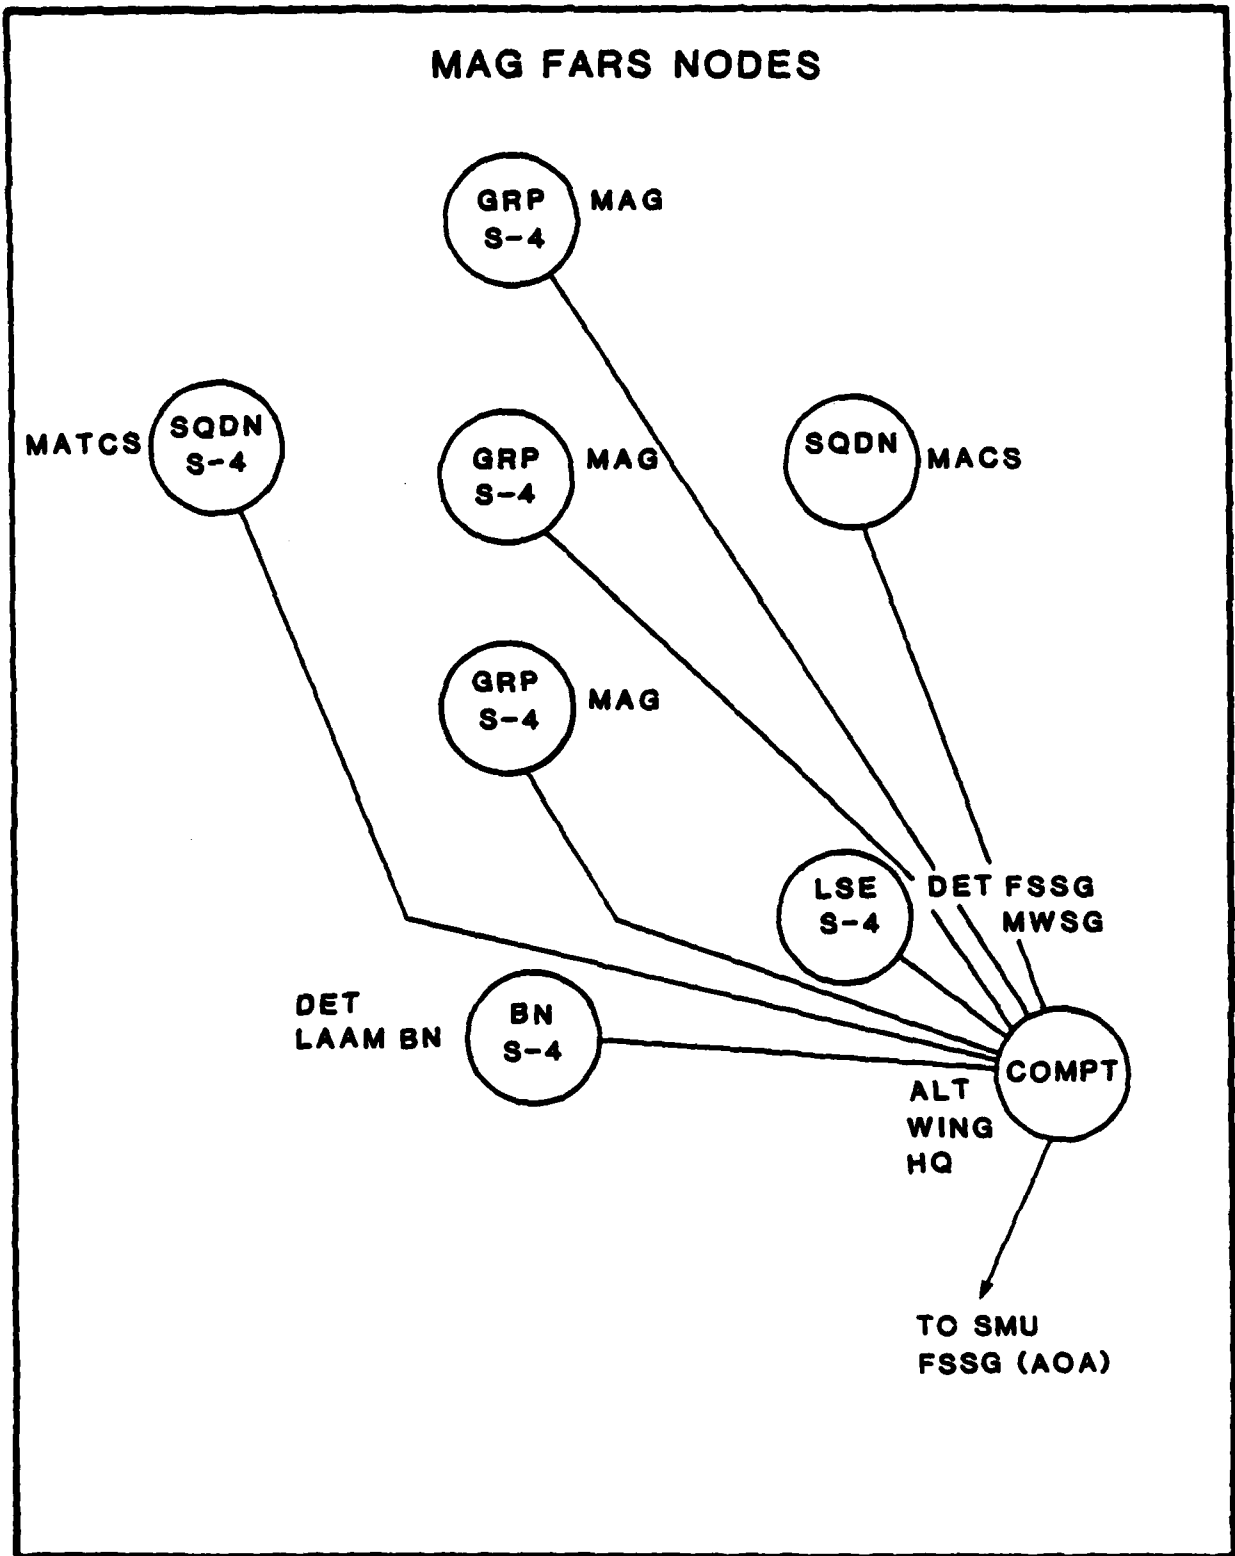 MAG FARS NODES
GRP
S-4
MAG
MATCS
SQDN
S-4
GRP
S-4
MAG
SQDN
MACS
GRP
S-4
MAG
LSE
S-4
DET FSSG
MWSG
DET
LAAM BN
BN
S-4
COMPT
ALT
WING
HQ
TO SMU
FSSG (AOA)